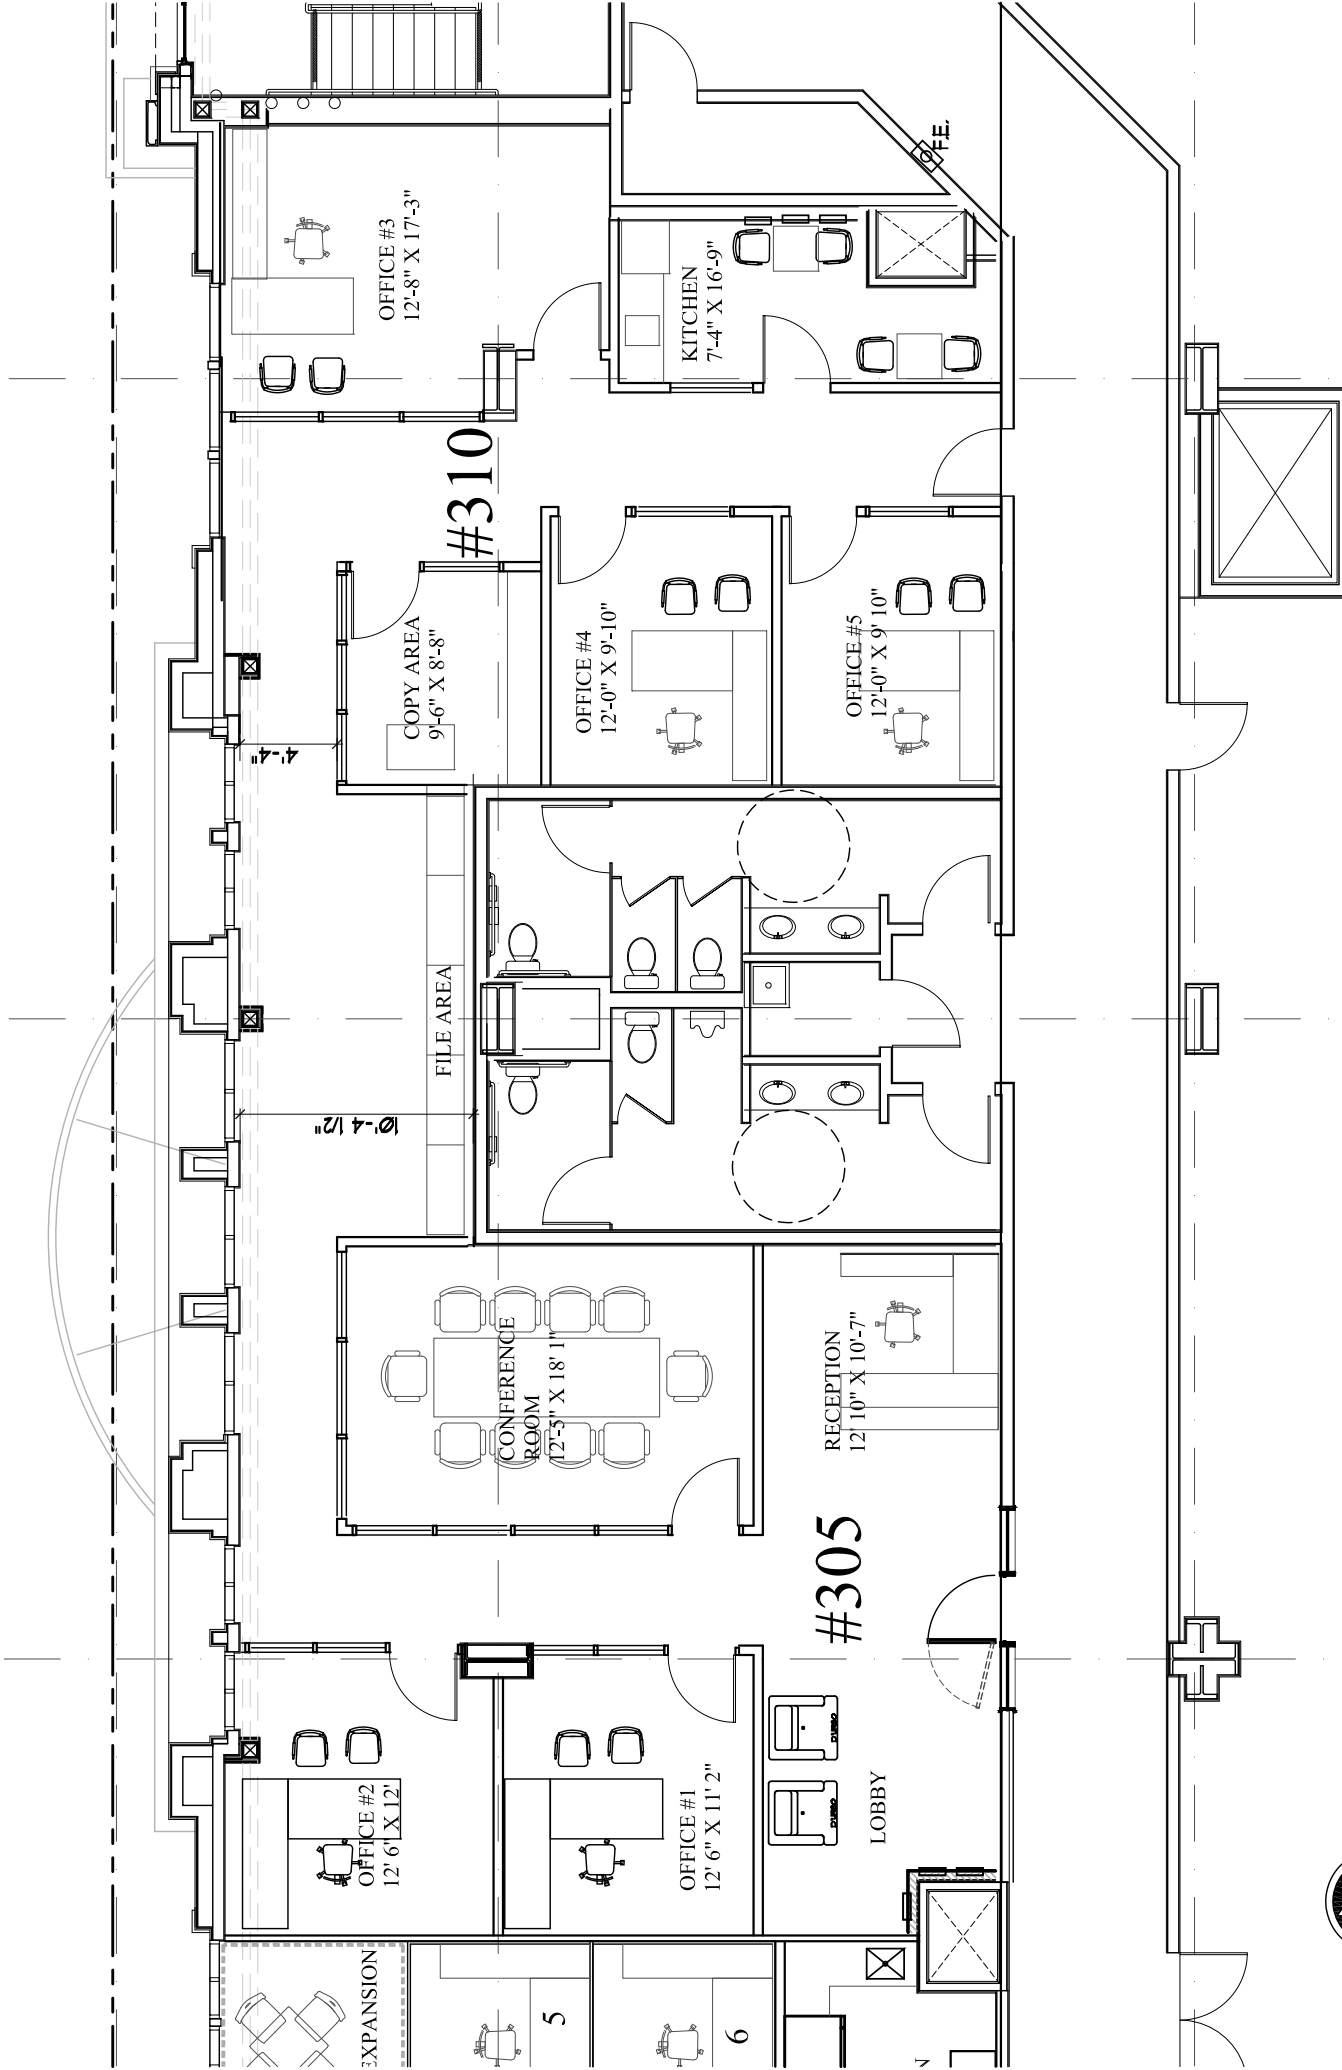 F.E.
OFFICE #3
12'-8" X 17'-3"
KITCHEN
7'-4" X 16'-9"
#310
COPY AREA
9'-6" X 8'-8"
OFFICE #4
12'-0" X 9'-10"
OFFICE #5
12'-0" X 9' 10"
4'-4"
FILE AREA
10'-4 1/2"
CONFERENCE
ROOM
12'-5" X 18' 1"
RECEPTION
12' 10" X 10'-7"
#305
OFFICE #2
12' 6" X 12'
OFFICE #1
12' 6" X 11' 2"
LOBBY
EXPANSION
5
6
N